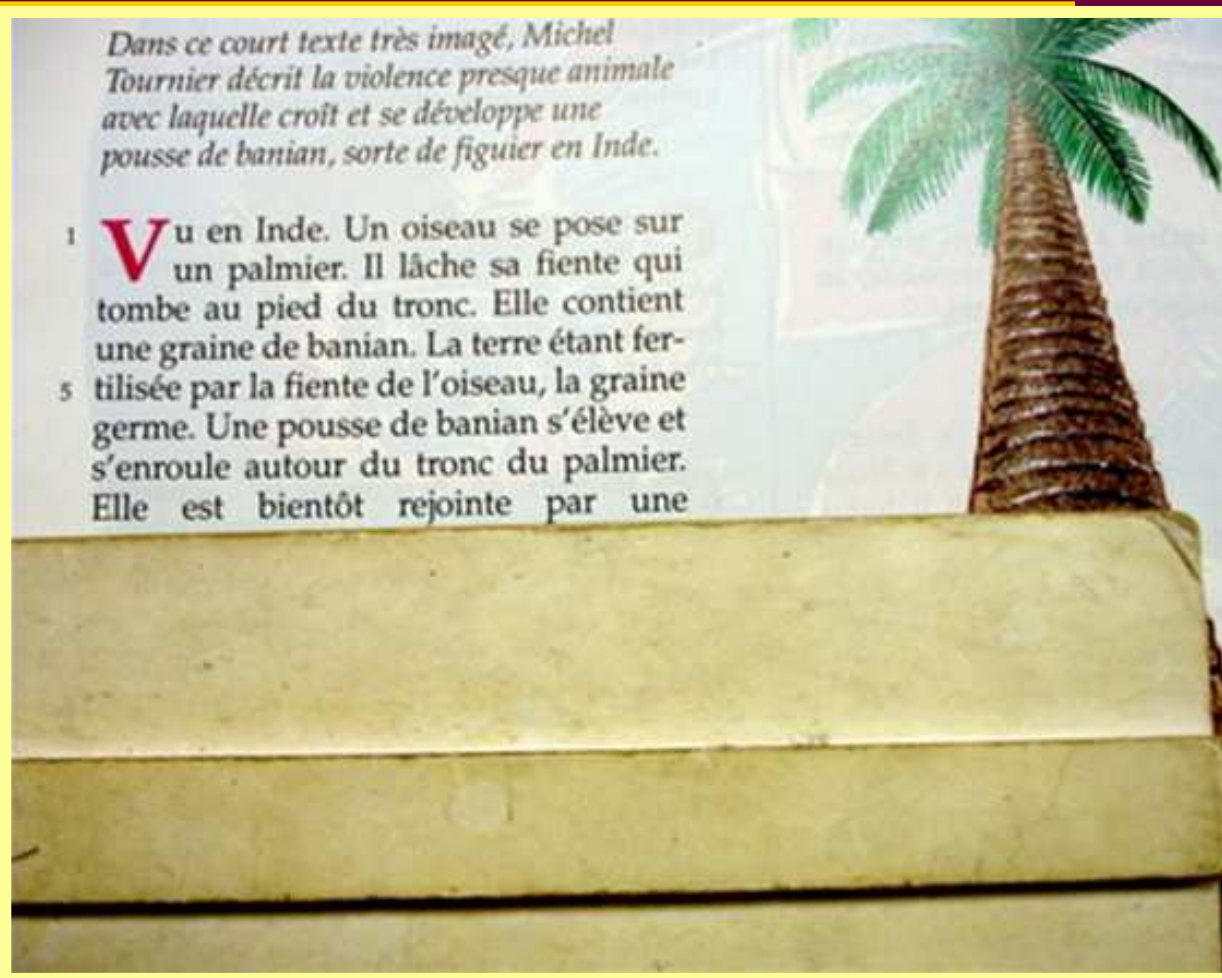 Dans ce court texte très imagé, Michel
Tournier décrit la violence presque animale
avec laquelle croît et se développe une
pousse de banian, sorte de figuier en Inde.
1 Vu en Inde. Un oiseau se pose sur
un palmier. Il lâche sa fiente qui
tombe au pied du tronc. Elle contient
une graine de banian. La terre étant fer-
5 tilisée par la fiente de l'oiseau, la graine
germe. Une pousse de banian s'élève et
s'enroule autour du tronc du palmier.
Elle est bientôt rejointe par une